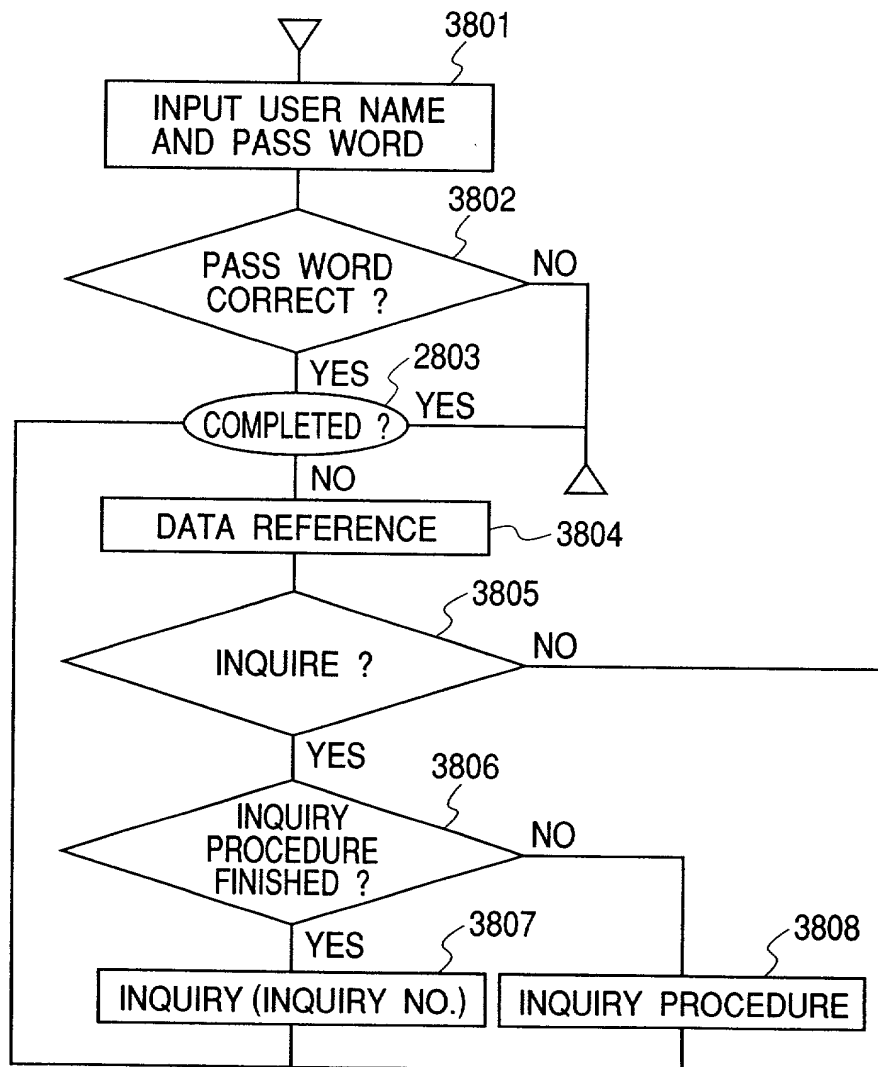 3801
INPUT USER NAME
AND PASS WORD
3802
PASS WORD
CORRECT ?
NO
YES
2803
COMPLETED ?
YES
NO
DATA REFERENCE
3804
3805
INQUIRE ?
NO
YES
3806
INQUIRY
PROCEDURE
FINISHED ?
NO
YES
3807
INQUIRY (INQUIRY NO.)
3808
INQUIRY PROCEDURE